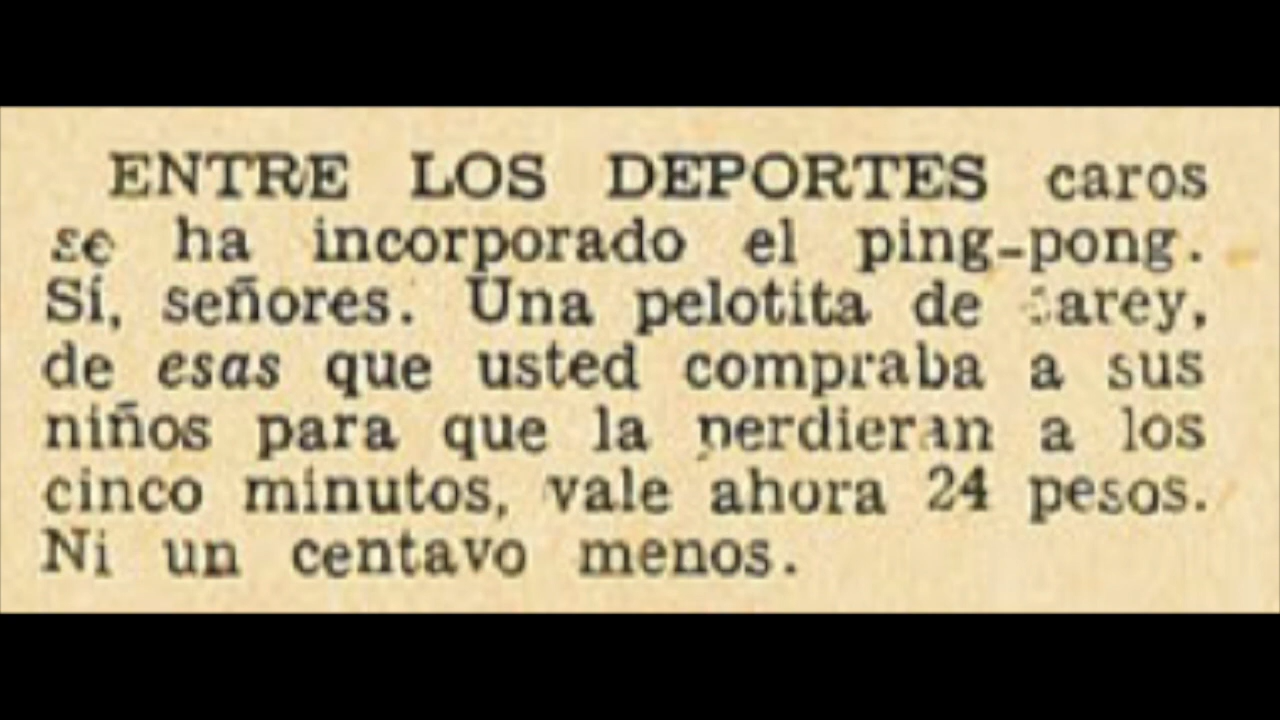 ENTRE LOS DEPORTES caros
se ha incorporado el ping-pong.
Sí, señores. Una pelotita de carey,
de esas que usted compraba a sus
niños para que la perdieran a los
cinco minutos, vale ahora 24 pesos.
Ni un centavo menos.